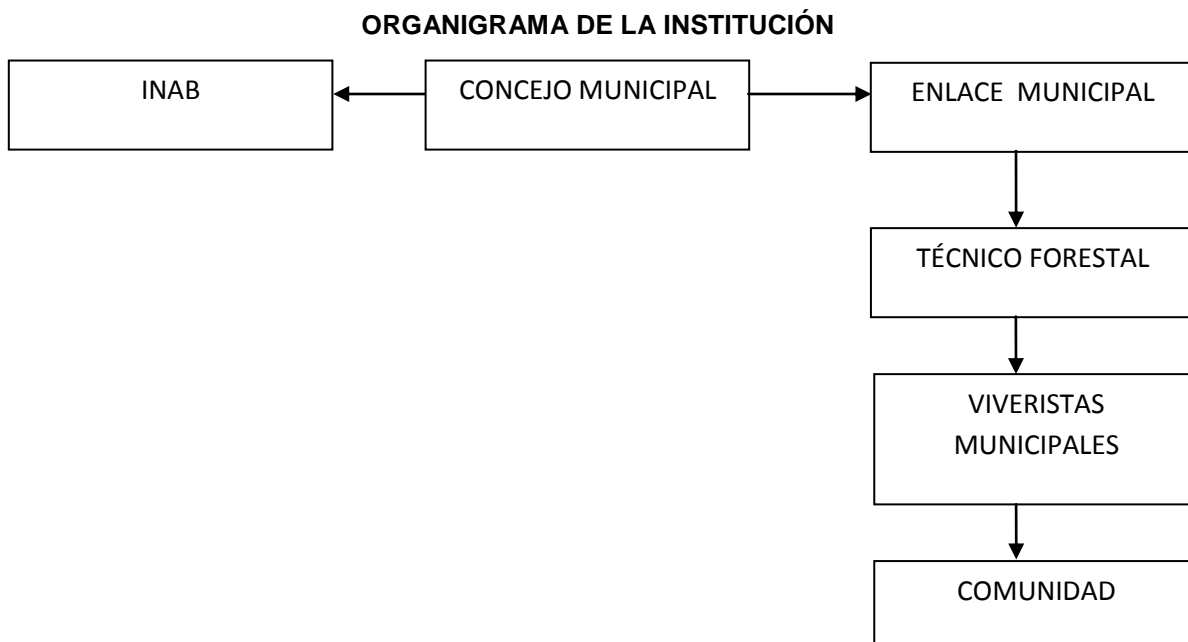 ORGANIGRAMA DE LA INSTITUCIÓN
INAB
CONCEJO MUNICIPAL
ENLACE MUNICIPAL
TÉCNICO FORESTAL
VIVERISTAS
MUNICIPALES
COMUNIDAD